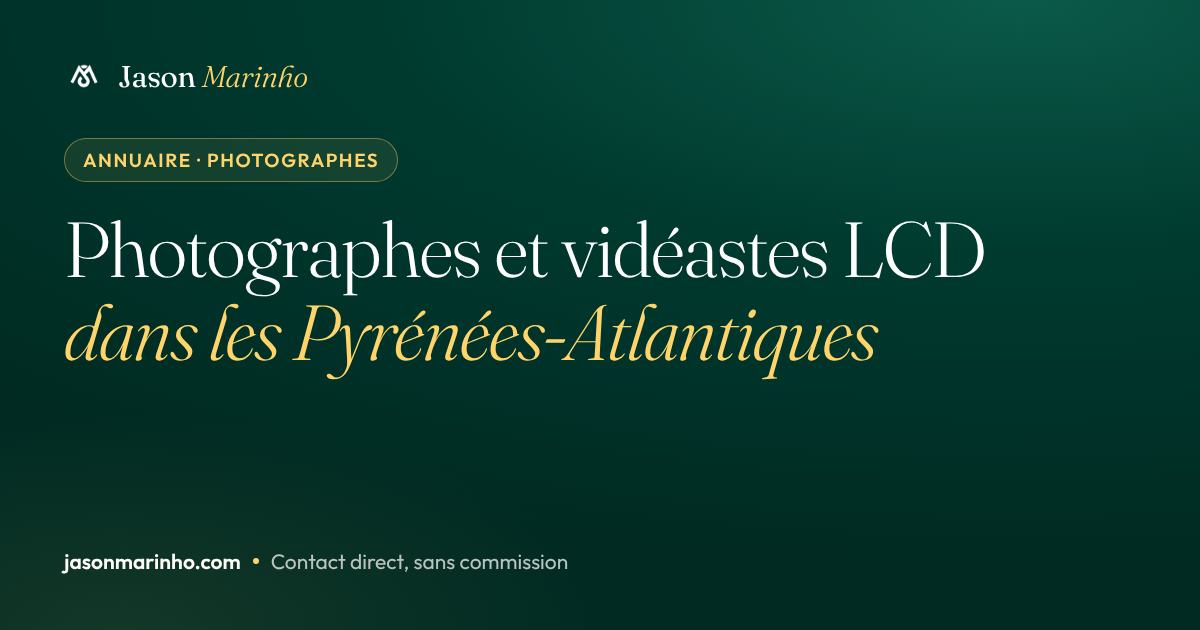 Jason Marinho
ANNUAIRE · PHOTOGRAPHES
Photographes et vidéastes LCD
dans les Pyrénées-Atlantiques
jasonmarinho.com • Contact direct, sans commission